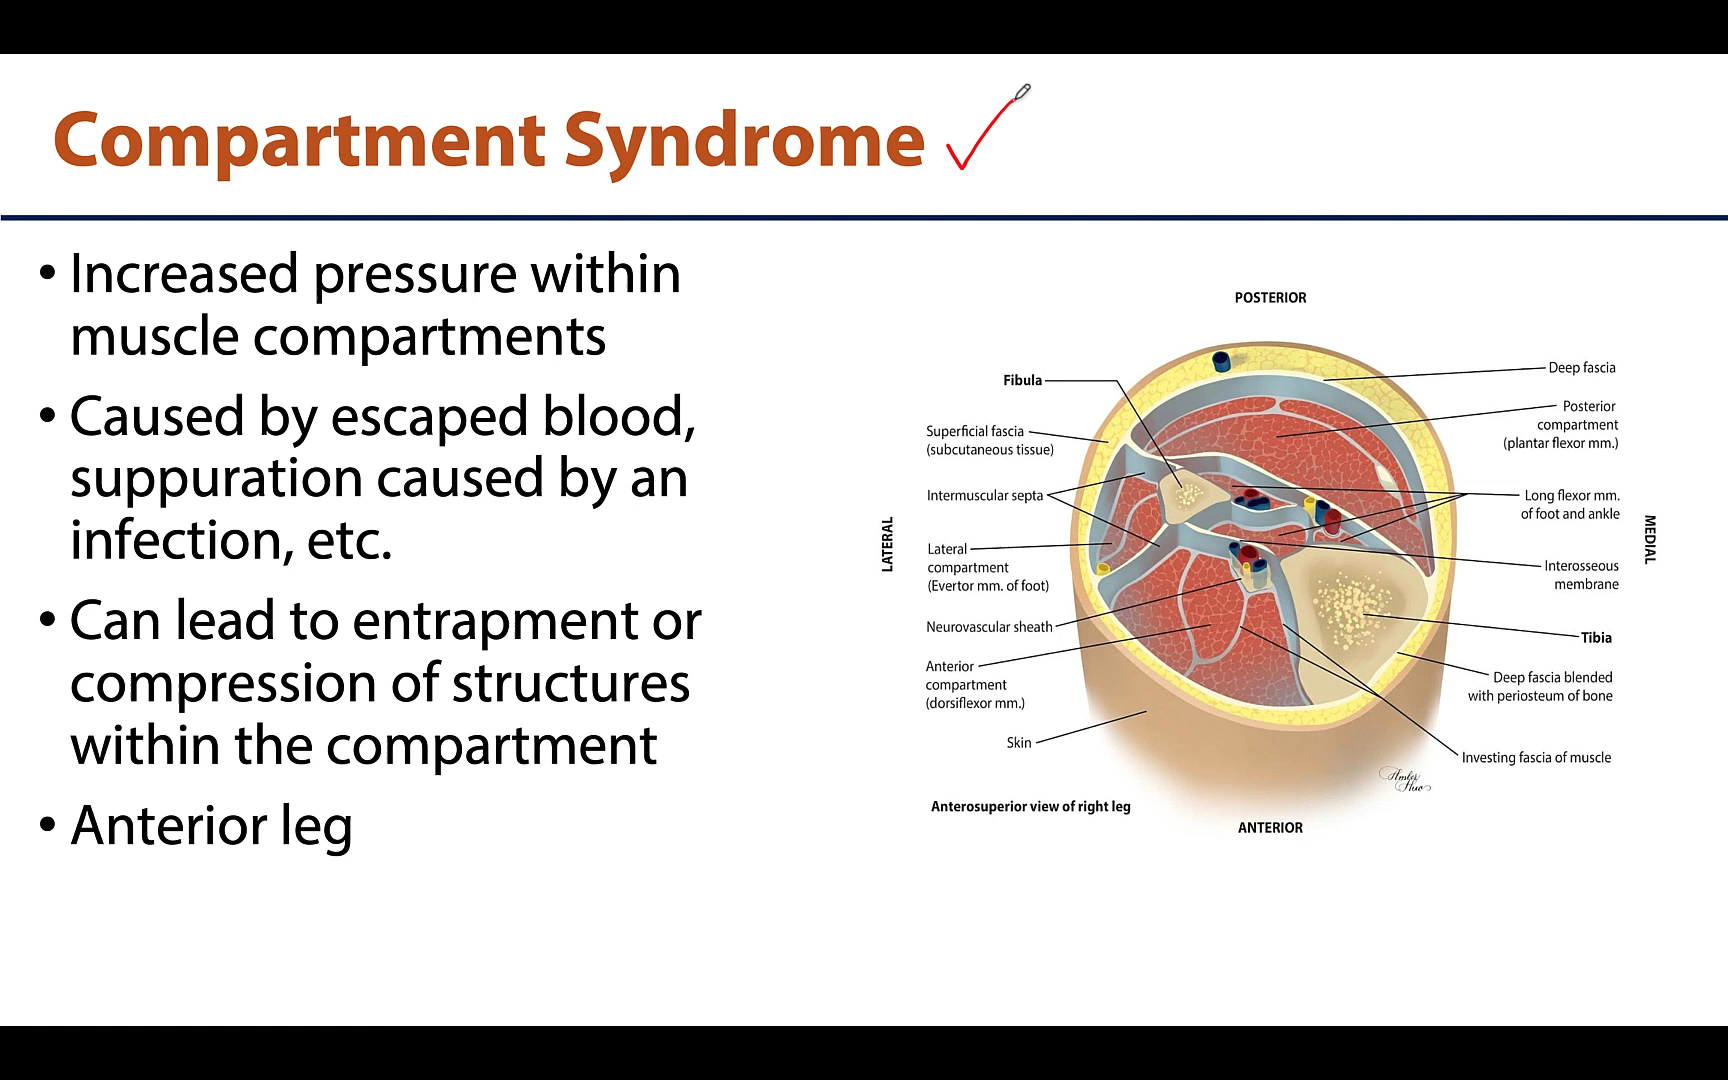 Compartment Syndrome
• Increased pressure within
muscle compartments
• Caused by escaped blood,
suppuration caused by an
infection, etc.
• Can lead to entrapment or
compression of structures
within the compartment
• Anterior leg
POSTERIOR
Fibula
Superficial fascia
(subcutaneous tissue)
Intermuscular septa
LATERAL
Lateral
compartment
(Evertor mm. of foot)
Neurovascular sheath
Anterior
compartment
(dorsiflexor mm.)
Skin
Anterosuperior view of right leg
Deep fascia
Posterior
compartment
(plantar flexor mm.)
Long flexor mm.
of foot and ankle
MEDIAL
Interosseous
membrane
Tibia
Deep fascia blended
with periosteum of bone
Investing fascia of muscle
Amber
Huo
ANTERIOR